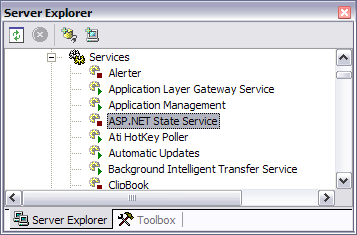 Server Explorer
Services
Alerter
Application Layer Gateway Service
Application Management
ASP.NET State Service
Ati HotKey Poller
Automatic Updates
Background Intelligent Transfer Service
ClipBook
Server Explorer
Toolbox